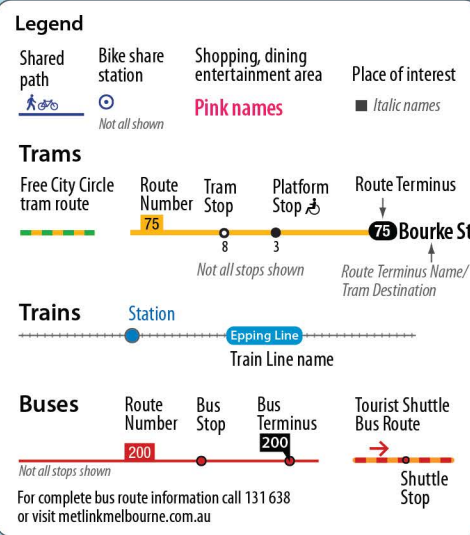 Legend
Shared
path
Bike share
station
Not all shown
Shopping, dining
entertainment area
Pink names
Place of interest
Italic names
Trams
Free City Circle
tram route
Route
Number
75
Tram
Stop
8
Platform
Stop
3
Not all stops shown
Route Terminus
75 Bourke St
Route Terminus Name/
Tram Destination
Trains
Station
Epping Line
Train Line name
Buses
Route
Number
200
Bus
Stop
Bus
Terminus
200
Not all stops shown
Tourist Shuttle
Bus Route
Shuttle
Stop
For complete bus route information call 131 638
or visit metlinkmelbourne.com.au